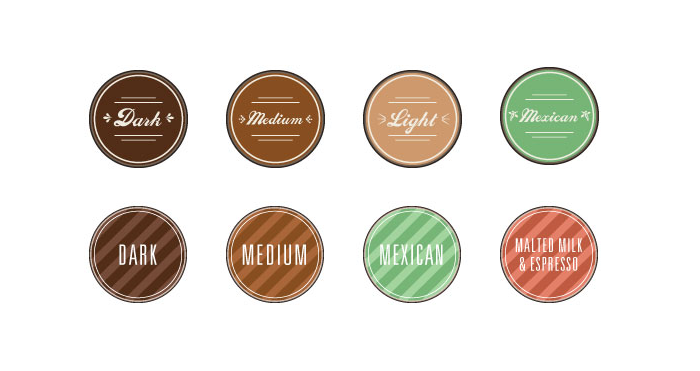 Dark
Medium
Light
Mexican
DARK
MEDIUM
MEXICAN
MALTED MILK
& ESPRESSO